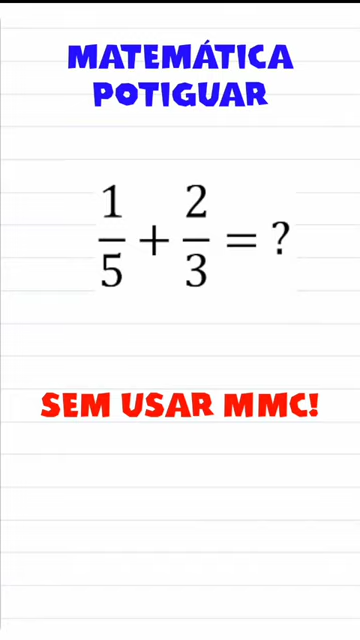 MATEMÁTICA
POTIGUAR
1/5 + 2/3 = ?
SEM USAR MMC!